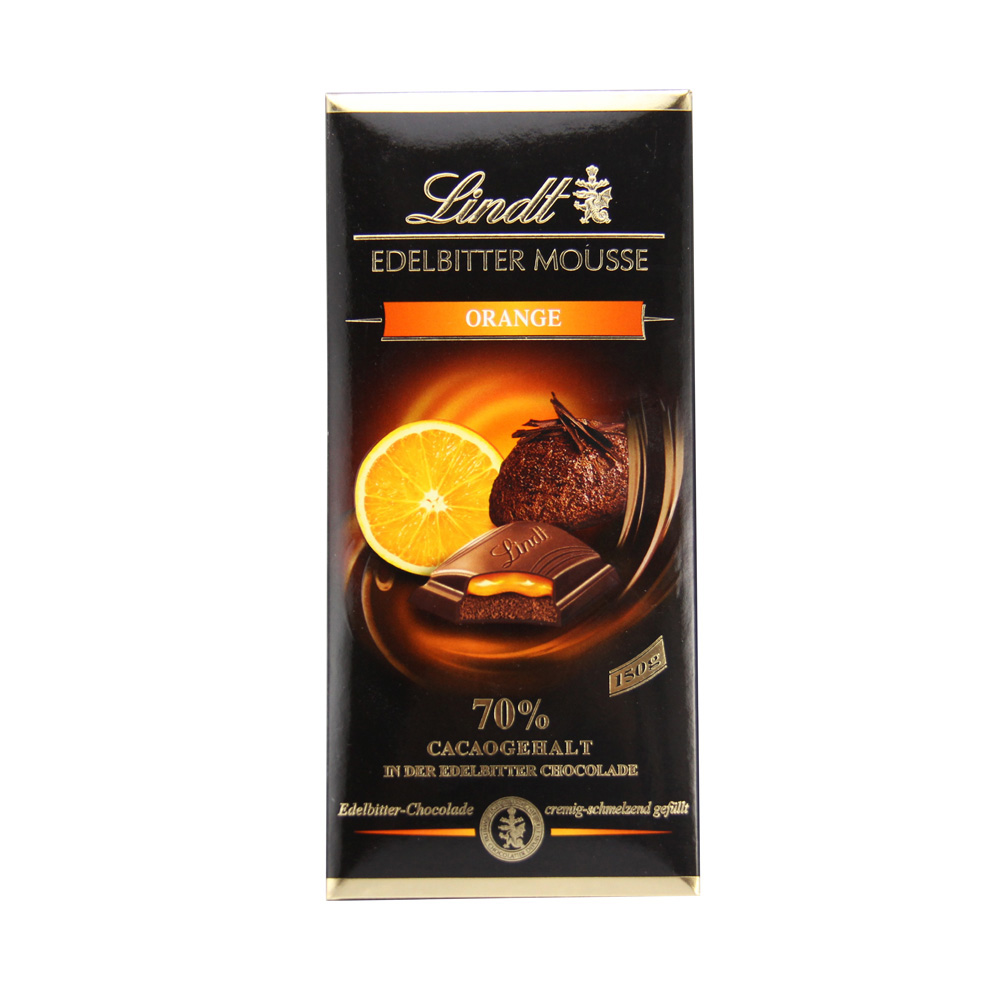 Lindt
EDELBITTER MOUSSE
ORANGE
Lindt
150g
70%
CACAOGEHALT
IN DER EDELBITTER CHOCOLADE
Edelbitter-Chocolade cremig-schmelzend gefüllt